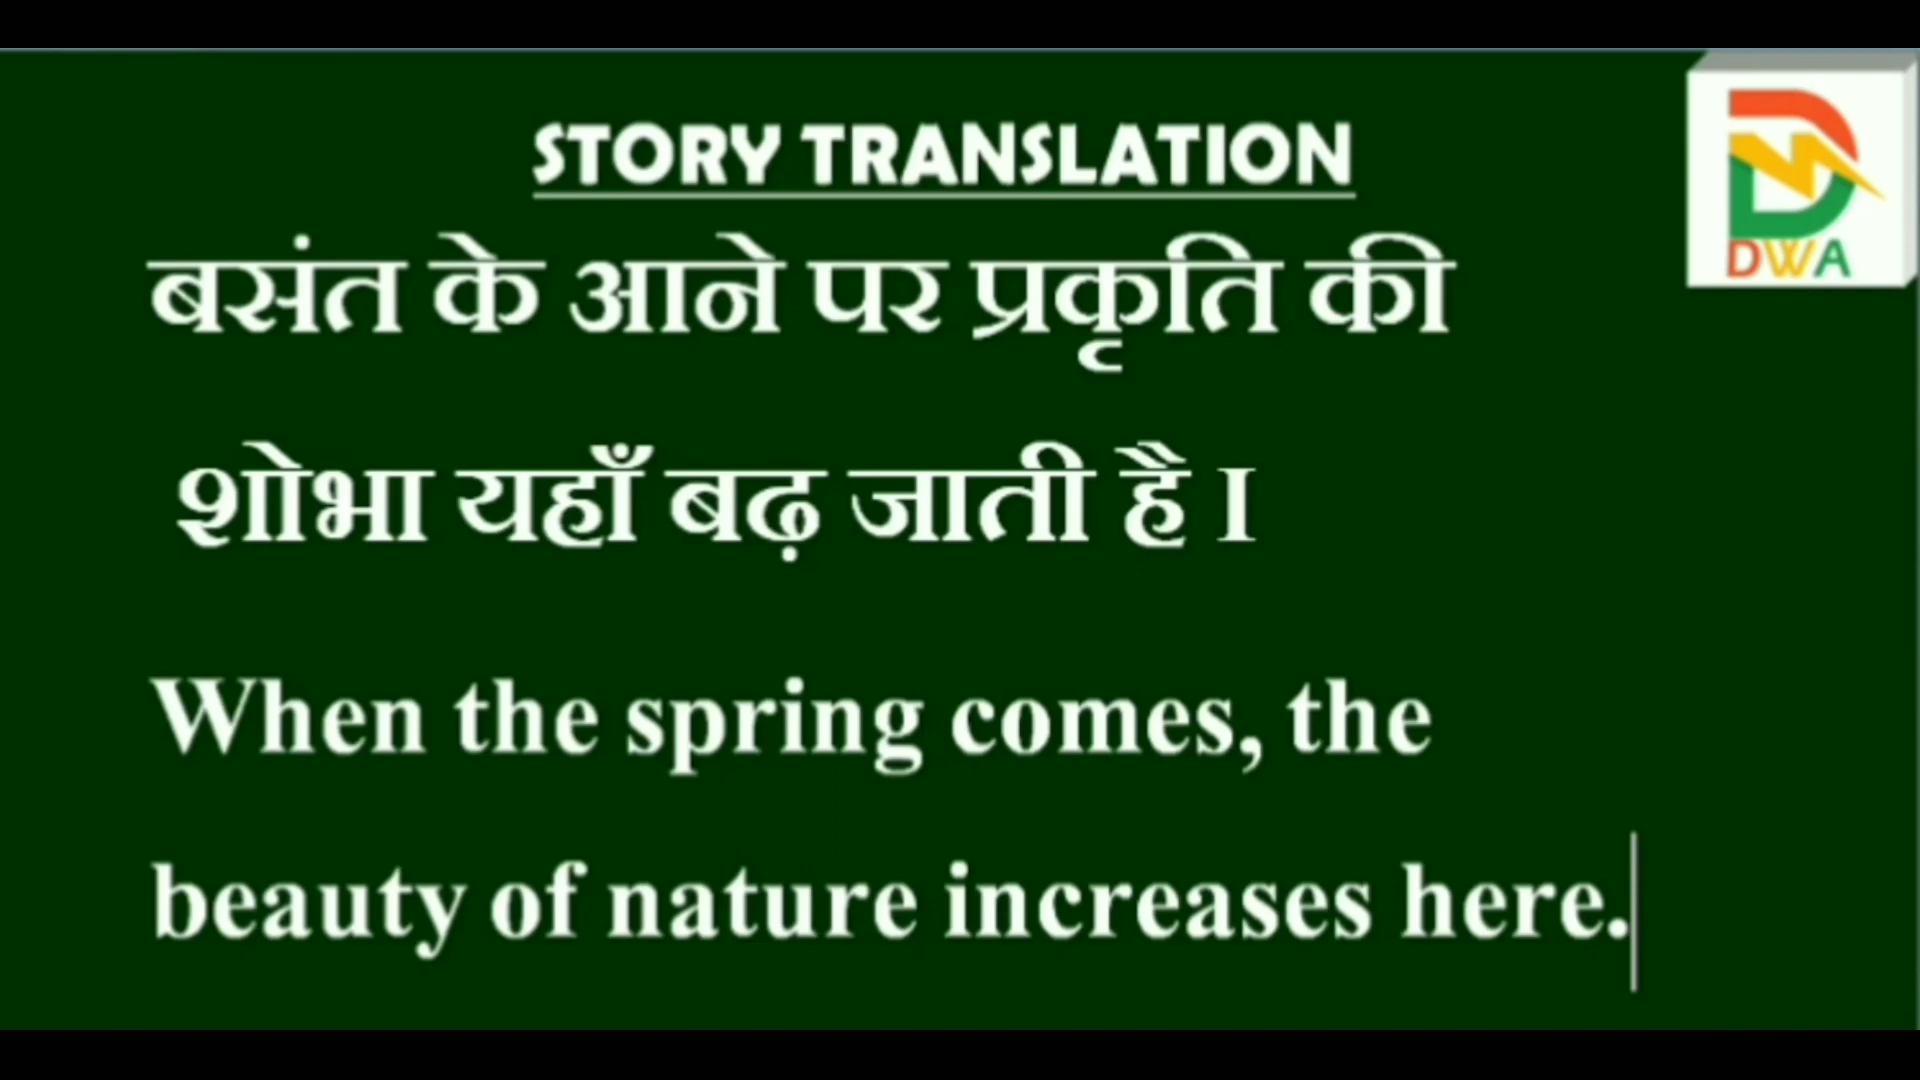 STORY TRANSLATION
DWA
बसंत के आने पर प्रकृति की
शोभा यहाँ बढ़ जाती है I
When the spring comes, the
beauty of nature increases here.